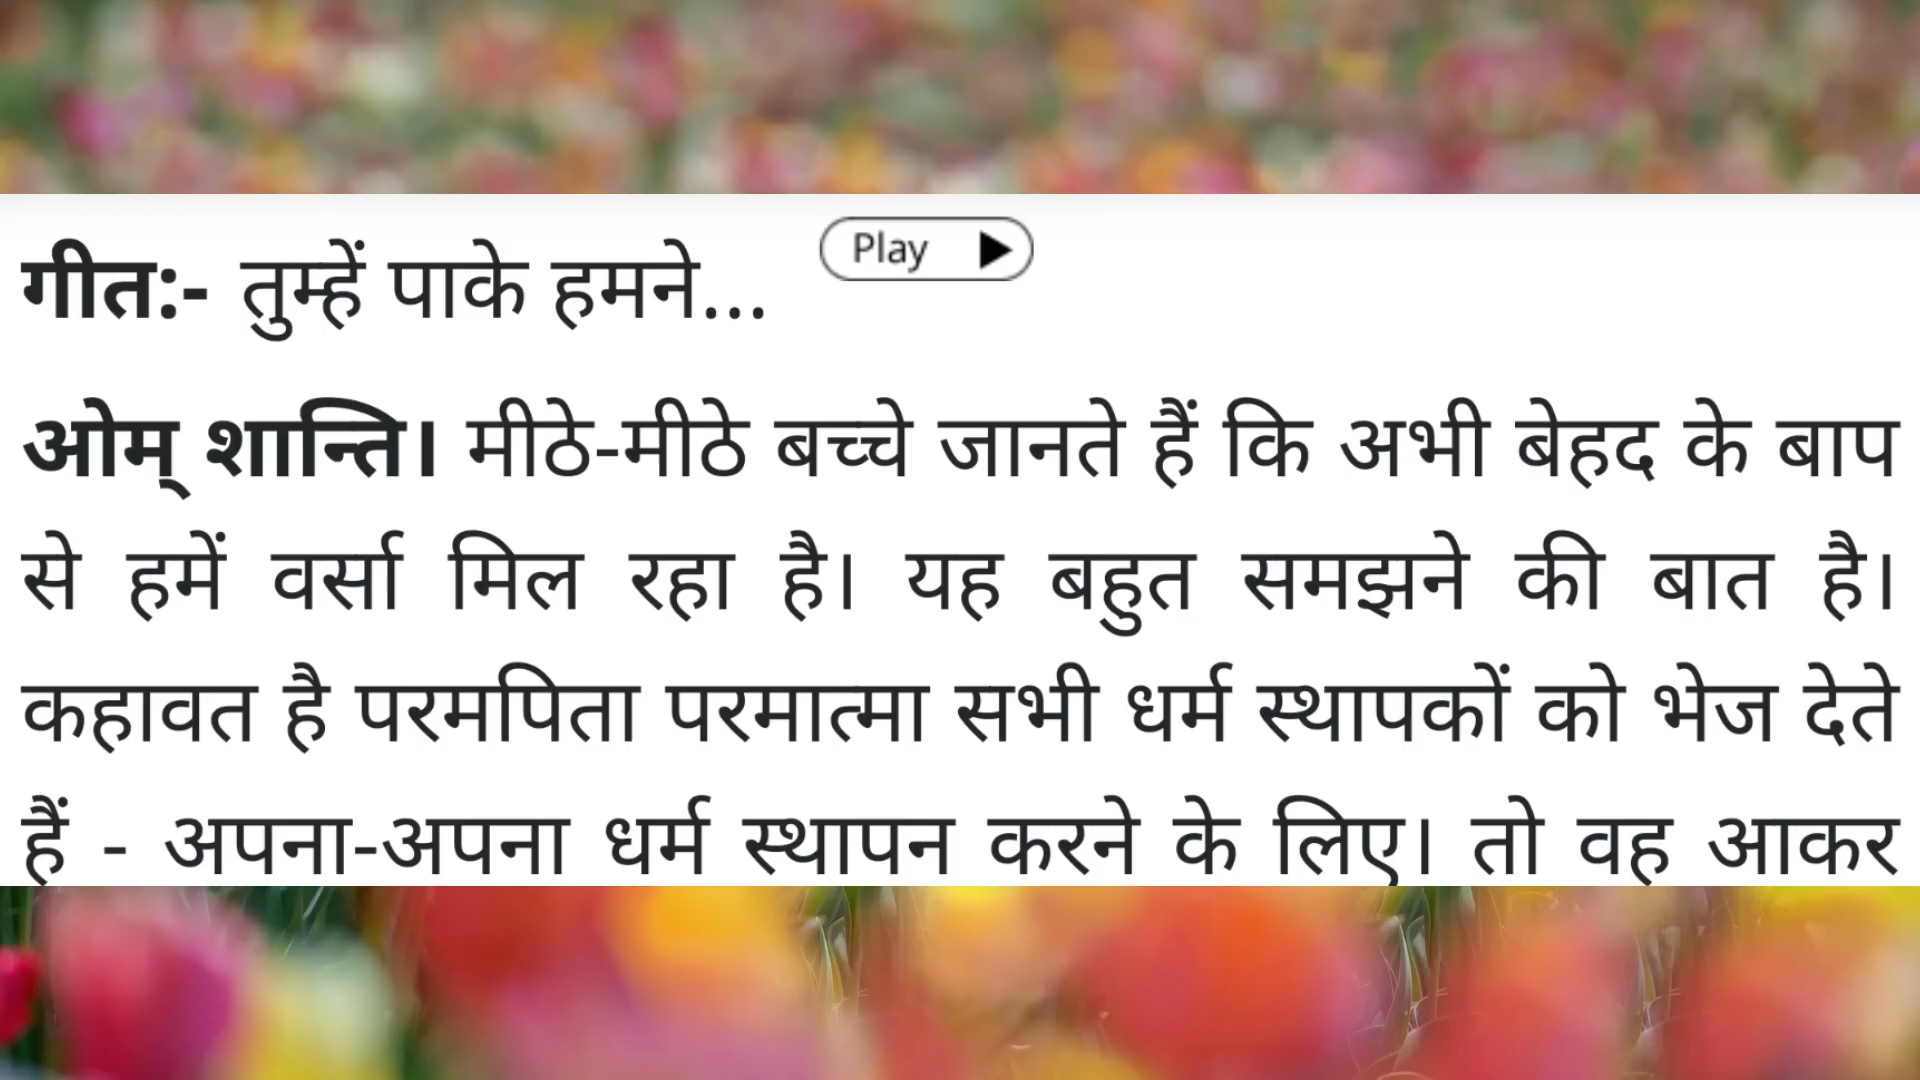 गीत:- तुम्हें पाके हमने... Play
ओम् शान्ति। मीठे-मीठे बच्चे जानते हैं कि अभी बेहद के बाप
से हमें वर्सा मिल रहा है। यह बहुत समझने की बात है।
कहावत है परमपिता परमात्मा सभी धर्म स्थापकों को भेज देते
हैं - अपना-अपना धर्म स्थापन करने के लिए। तो वह आकर